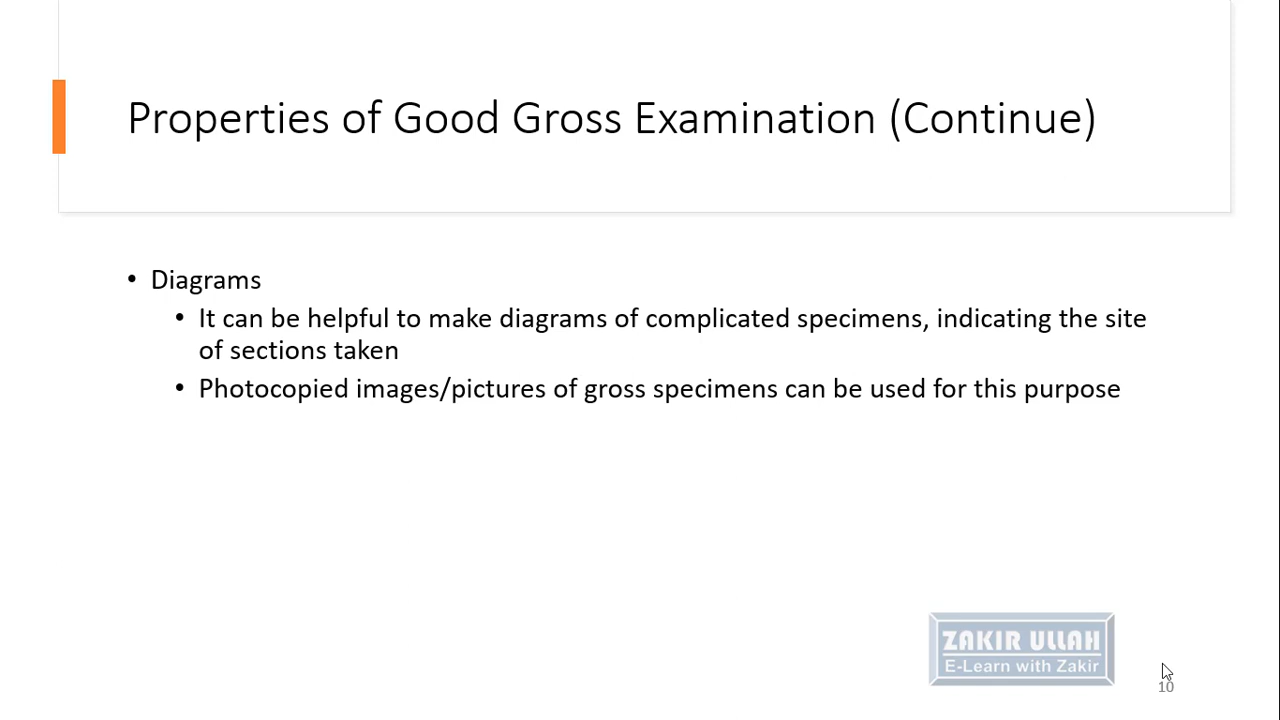 Properties of Good Gross Examination (Continue)
• Diagrams
• It can be helpful to make diagrams of complicated specimens, indicating the site
of sections taken
• Photocopied images/pictures of gross specimens can be used for this purpose
ZAKIR ULLAH
E-Learn with Zakir
10